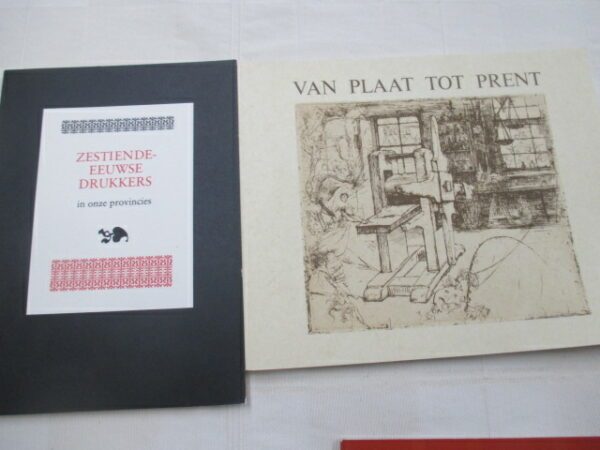 ZESTIENDE-
EEUWSE
DRUKKERS
in onze provincies
VAN PLAAT TOT PRENT